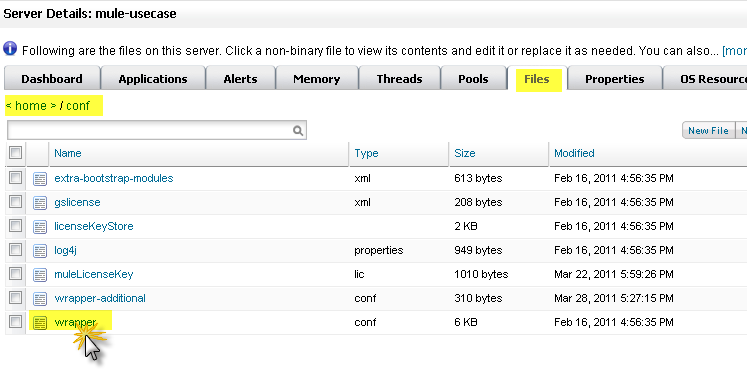 Server Details: mule-usecase
Following are the files on this server. Click a non-binary file to view its contents and edit it or replace it as needed. You can also... [mor
Dashboard Applications Alerts Memory Threads Pools Files Properties OS Resourc
< home > / conf
New File N
Name Type Size Modified
extra-bootstrap-modules xml 613 bytes Feb 16, 2011 4:56:35 PM
gslicense xml 208 bytes Feb 16, 2011 4:56:35 PM
licenseKeyStore 2 KB Feb 16, 2011 4:56:35 PM
log4j properties 949 bytes Feb 16, 2011 4:56:35 PM
muleLicenseKey lic 1010 bytes Mar 22, 2011 5:59:26 PM
wrapper-additional conf 310 bytes Mar 28, 2011 5:27:15 PM
wrapper conf 6 KB Feb 16, 2011 4:56:35 PM